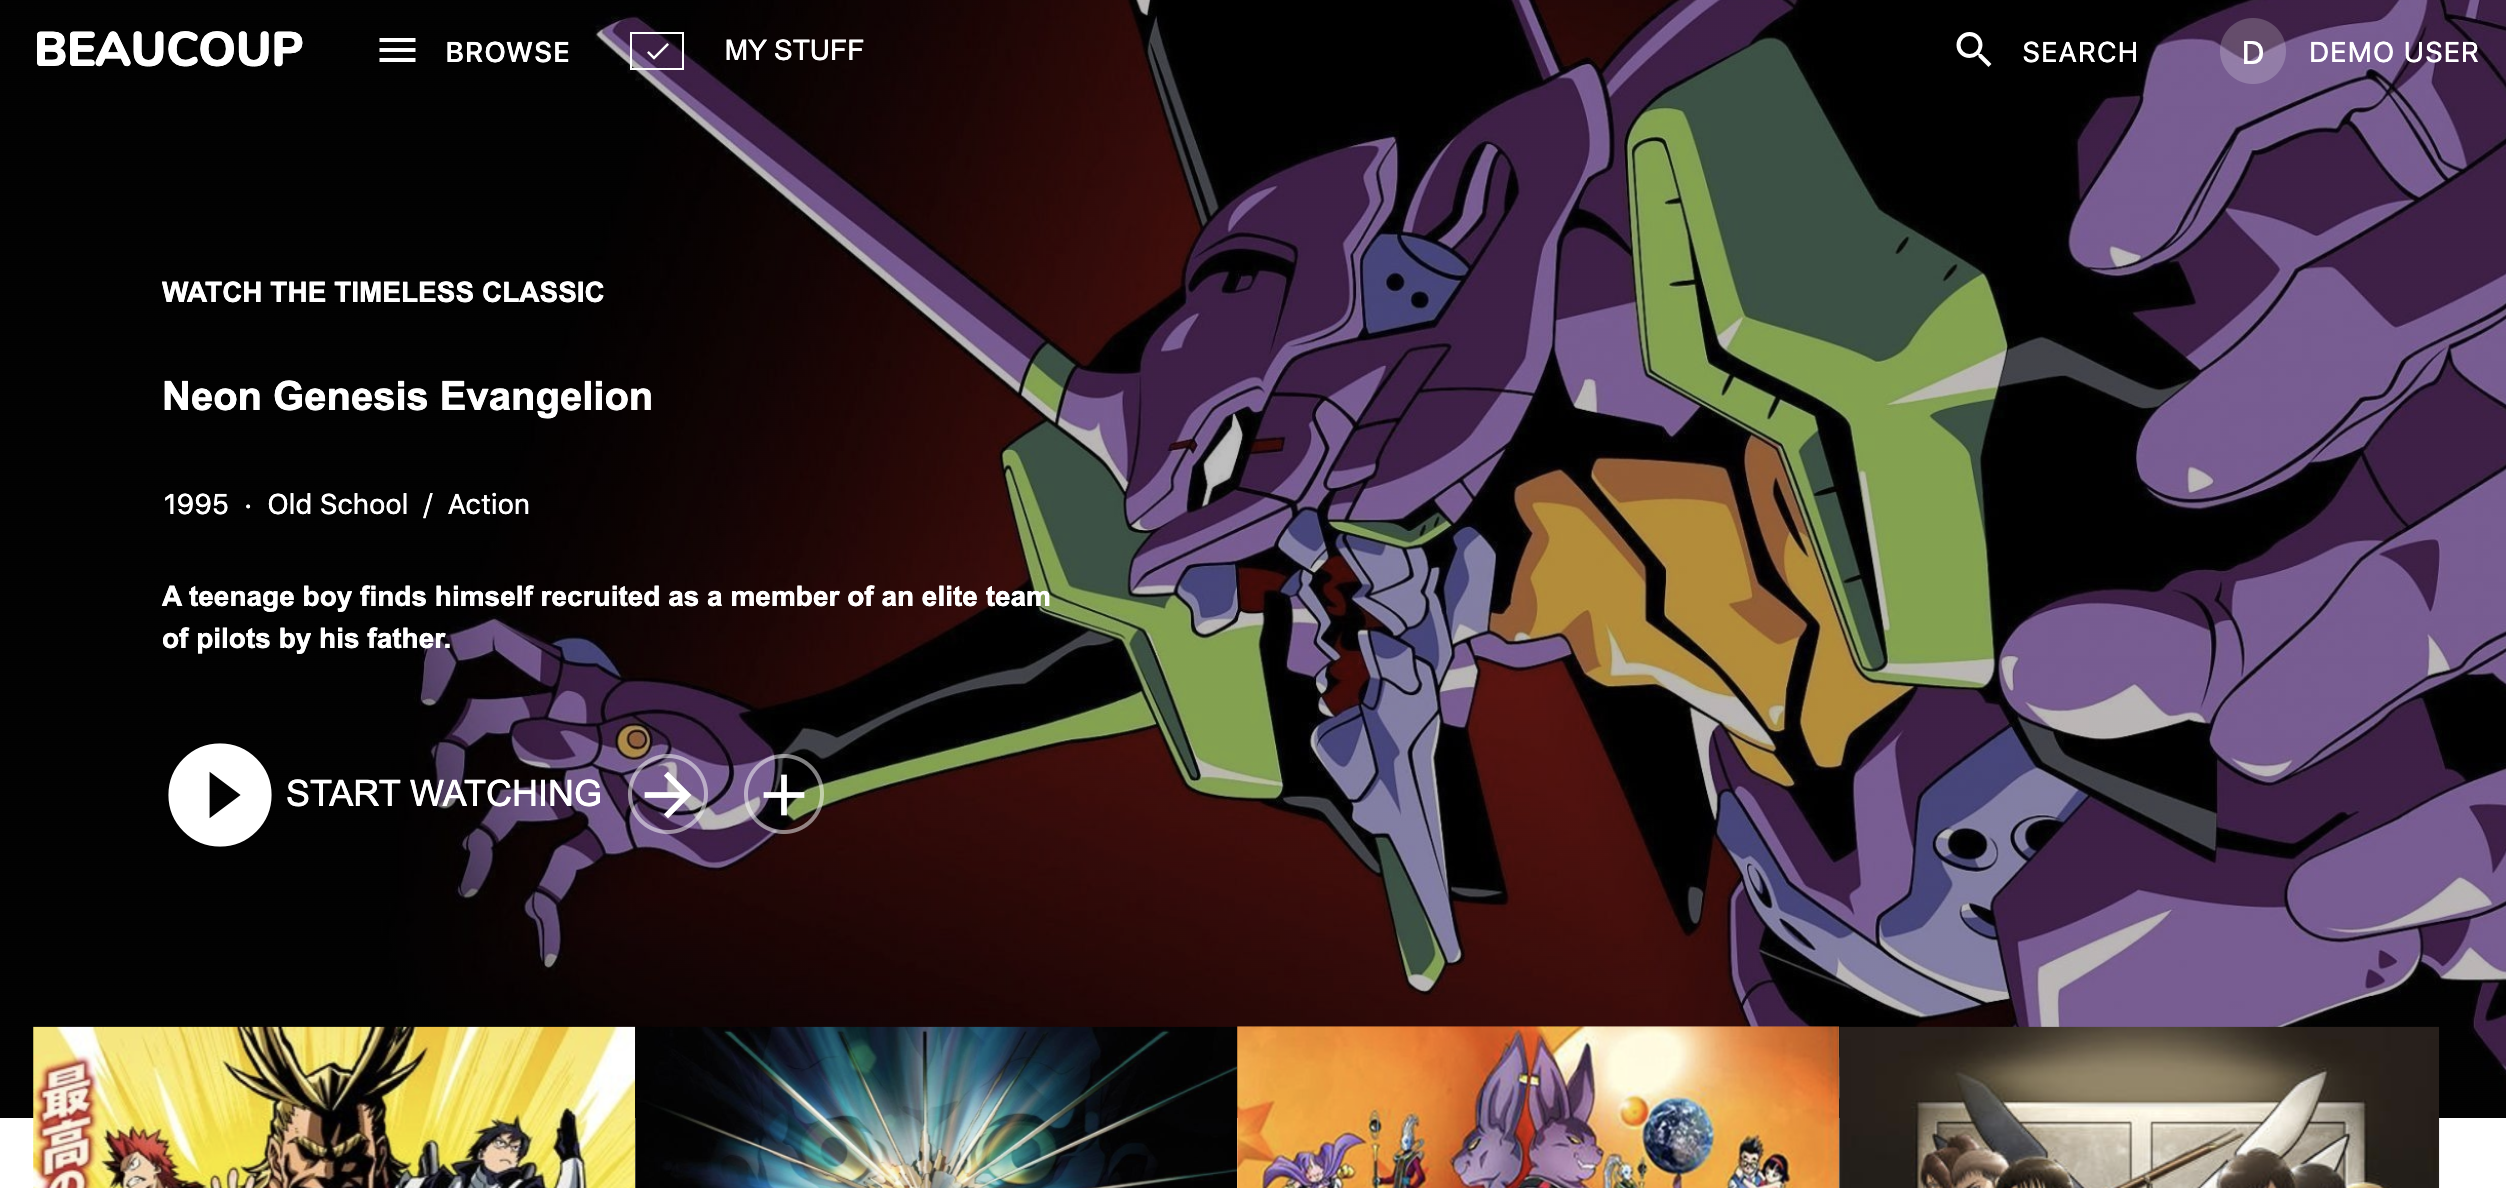 BEAUCOUP
BROWSE
MY STUFF
SEARCH
D
DEMO USER
WATCH THE TIMELESS CLASSIC
Neon Genesis Evangelion
1995 · Old School / Action
A teenage boy finds himself recruited as a member of an elite team
of pilots by his father.
START WATCHING
最高の